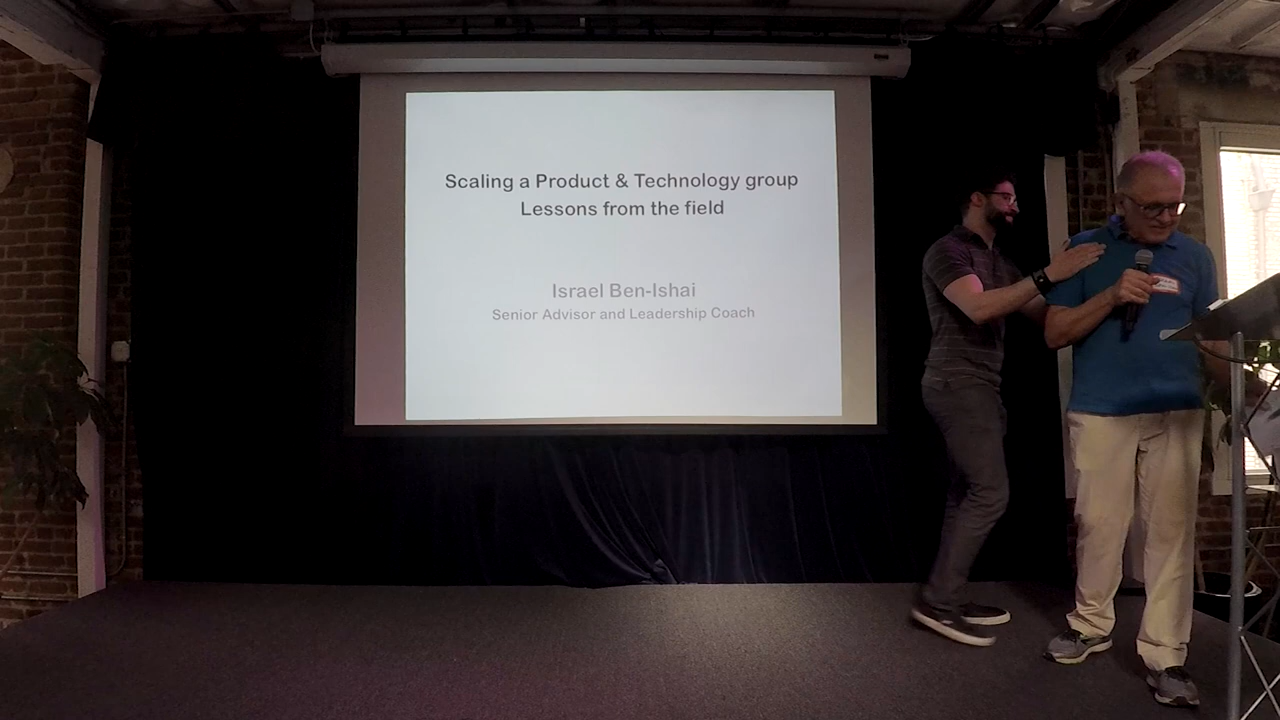 Scaling a Product & Technology group
Lessons from the field
Israel Ben-Ishai
Senior Advisor and Leadership Coach